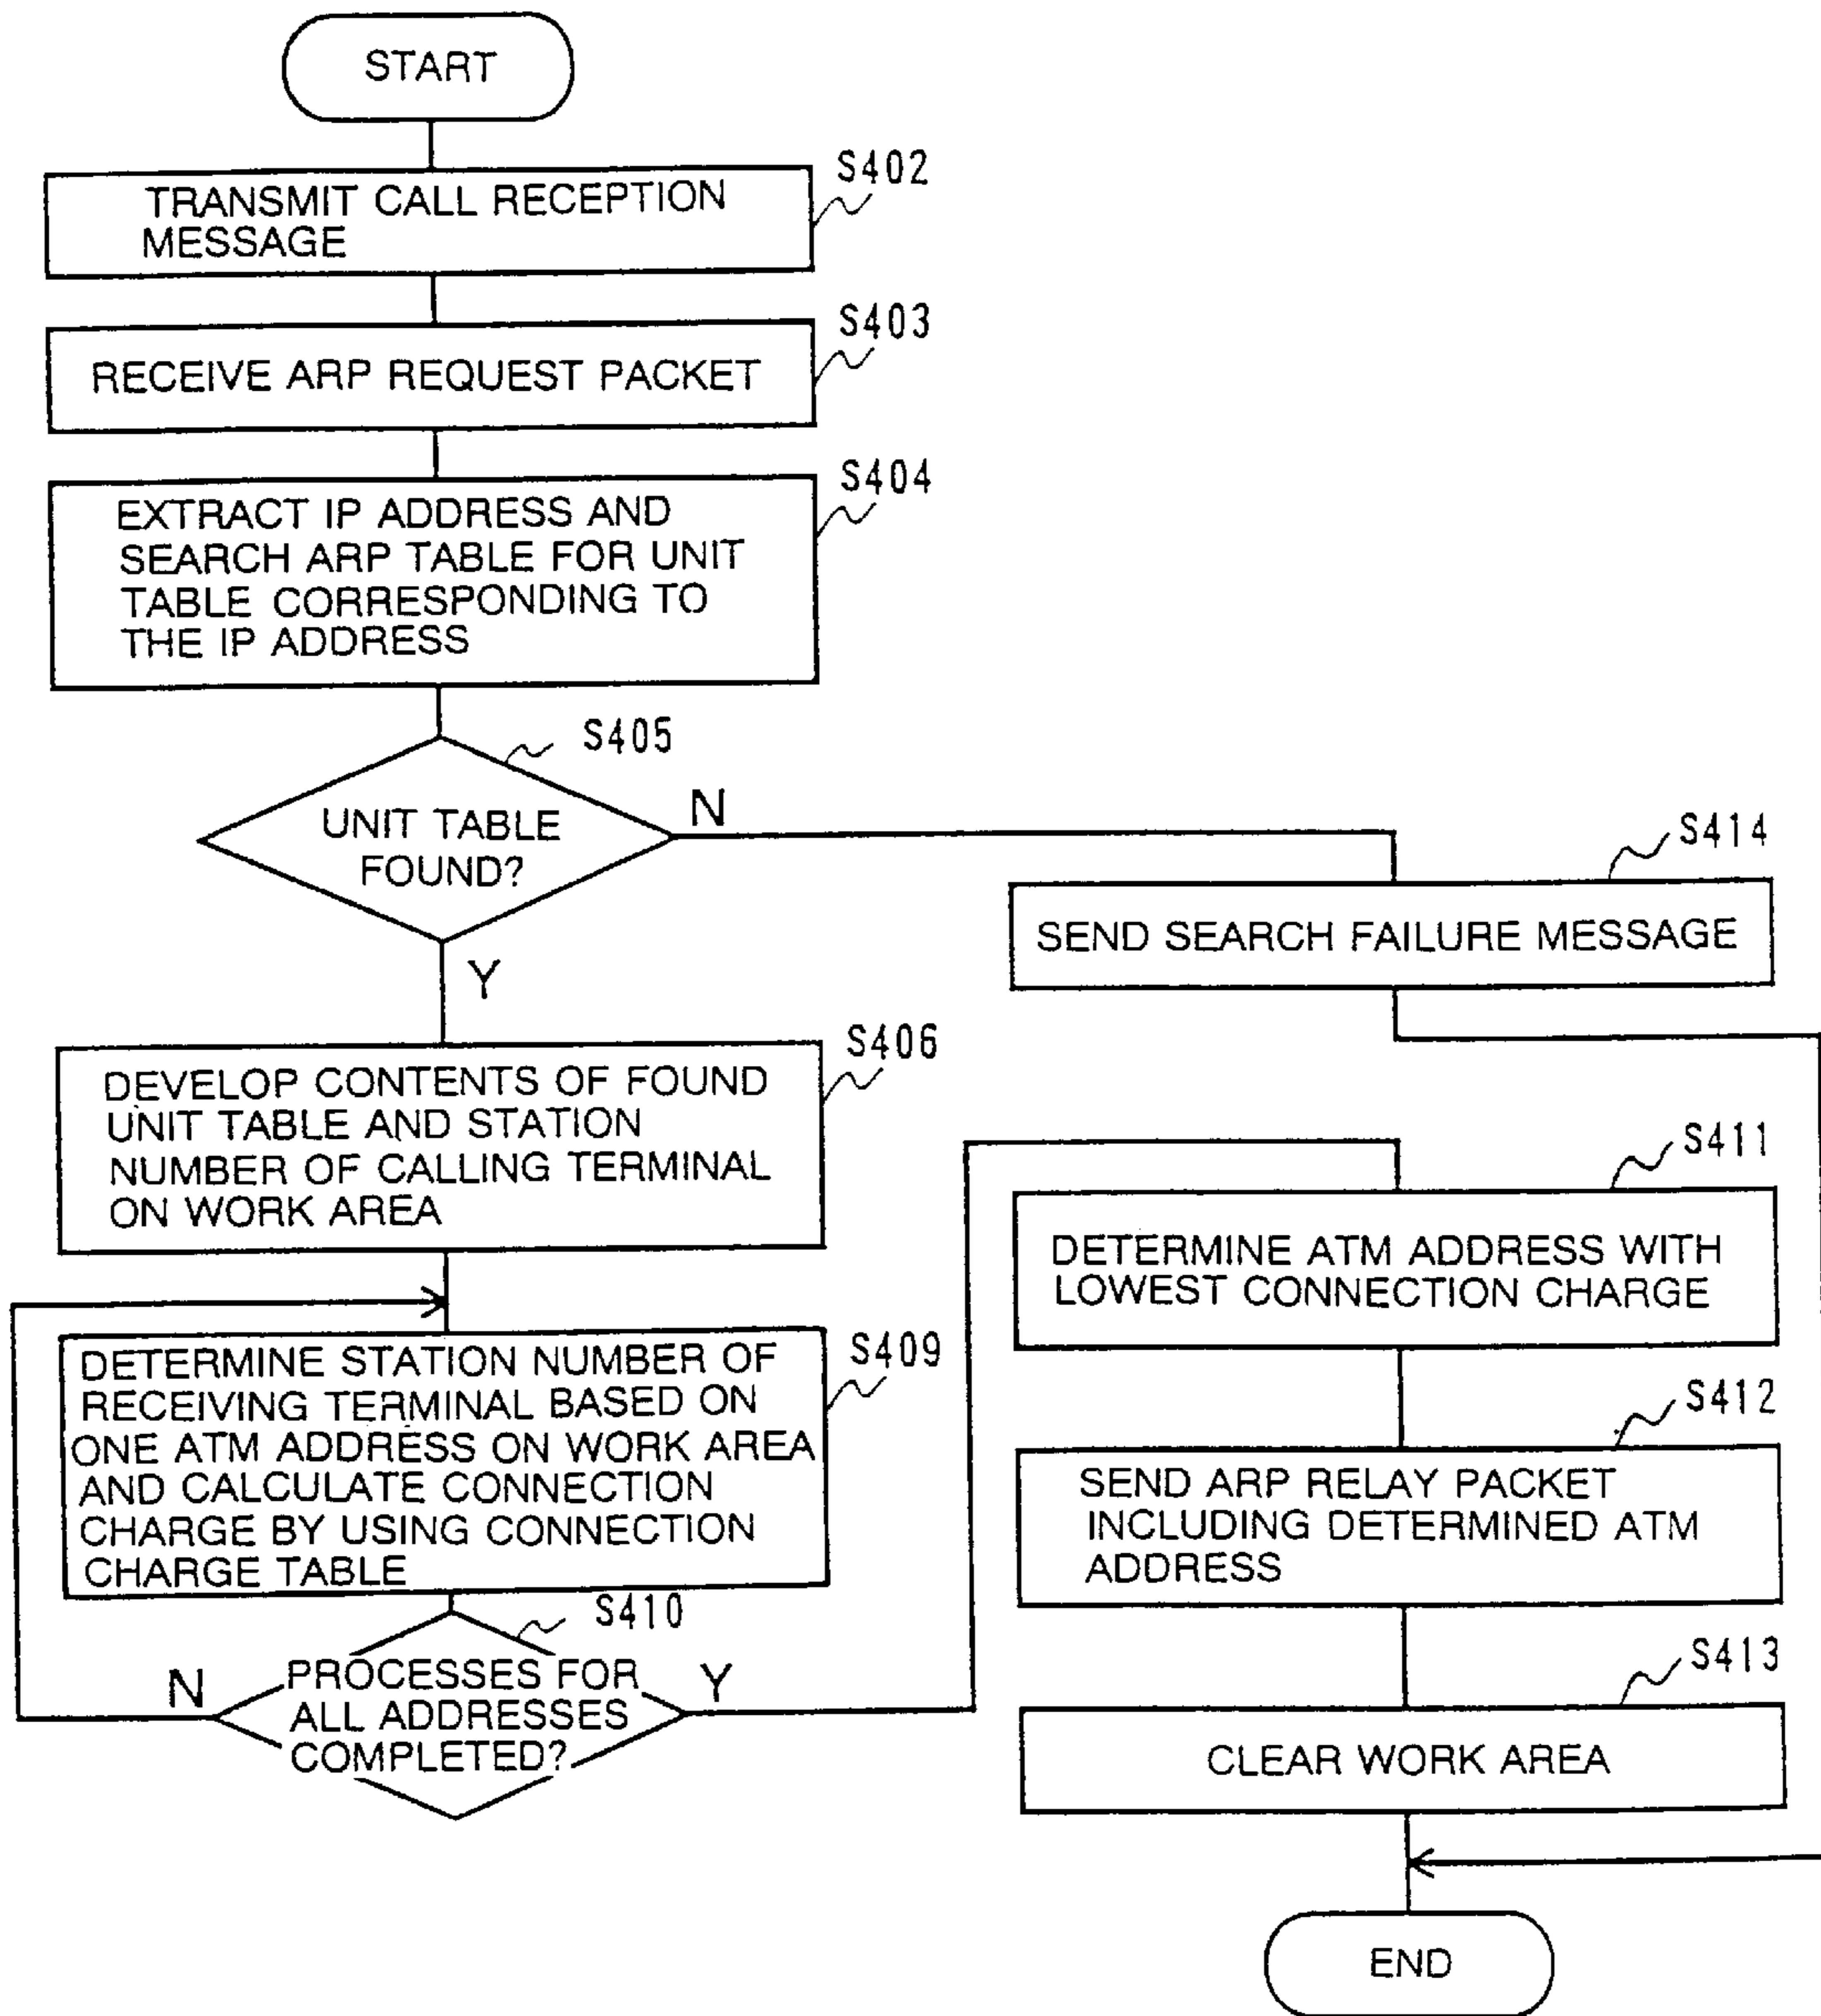 START
S402
TRANSMIT CALL RECEPTION
MESSAGE
S403
RECEIVE ARP REQUEST PACKET
S404
EXTRACT IP ADDRESS AND
SEARCH ARP TABLE FOR UNIT
TABLE CORRESPONDING TO
THE IP ADDRESS
S405
UNIT TABLE
FOUND?
N
Y
S414
SEND SEARCH FAILURE MESSAGE
S406
DEVELOP CONTENTS OF FOUND
UNIT TABLE AND STATION
NUMBER OF CALLING TERMINAL
ON WORK AREA
S409
DETERMINE STATION NUMBER OF
RECEIVING TERMINAL BASED ON
ONE ATM ADDRESS ON WORK AREA
AND CALCULATE CONNECTION
CHARGE BY USING CONNECTION
CHARGE TABLE
S410
PROCESSES FOR
ALL ADDRESSES
COMPLETED?
N
Y
S411
DETERMINE ATM ADDRESS WITH
LOWEST CONNECTION CHARGE
S412
SEND ARP RELAY PACKET
INCLUDING DETERMINED ATM
ADDRESS
S413
CLEAR WORK AREA
END